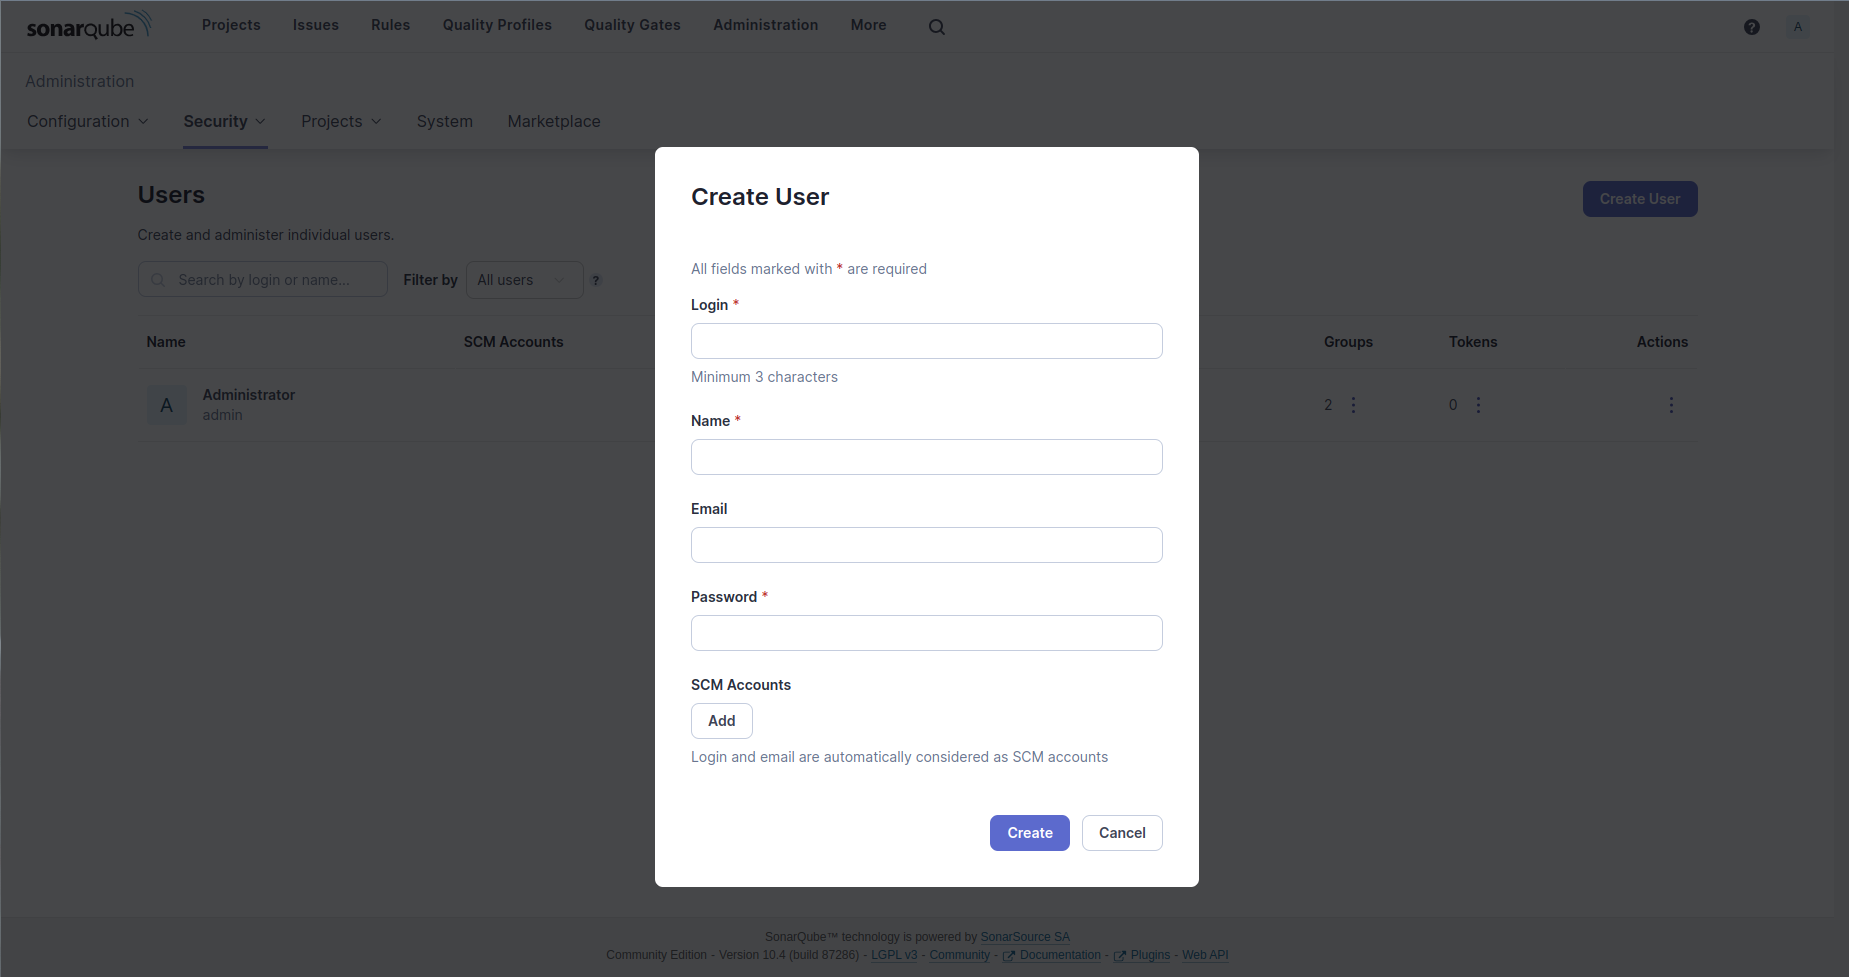 sonarqube Projects Issues Rules Quality Profiles Quality Gates Administration More ? A
Administration
Configuration Security Projects System Marketplace
Users
Create User
Create and administer individual users.
Search by login or name... Filter by All users ?
Name SCM Accounts Groups Tokens Actions
A Administrator 2 0
admin
Create User
All fields marked with * are required
Login *
Minimum 3 characters
Name *
Email
Password *
SCM Accounts
Add
Login and email are automatically considered as SCM accounts
Create Cancel
SonarQube™ technology is powered by SonarSource SA
Community Edition - Version 10.4 (build 87286) - LGPL v3 - Community - Documentation - Plugins - Web API